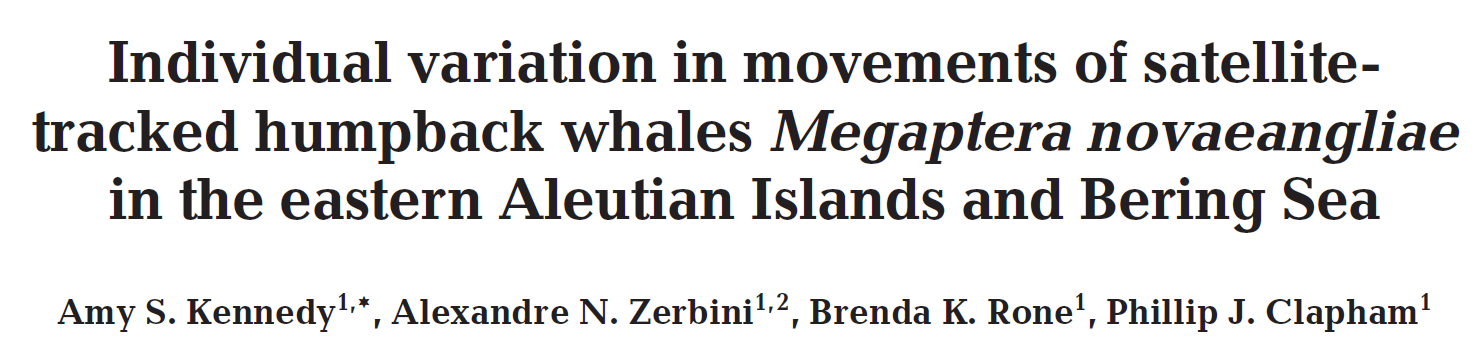 Individual variation in movements of satellite-
tracked humpback whales Megaptera novaeangliae
in the eastern Aleutian Islands and Bering Sea
Amy S. Kennedy1,*, Alexandre N. Zerbini1,2, Brenda K. Rone1, Phillip J. Clapham1